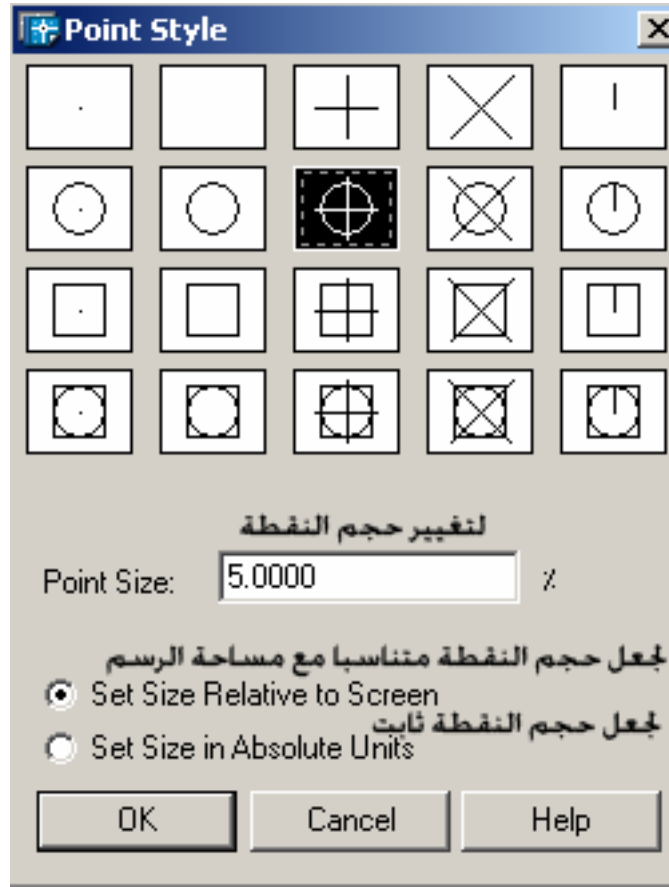 Point Style
لتغيير حجم النقطة
Point Size: 5.0000 %
لجعل حجم النقطة متناسبا مع مساحة الرسم
Set Size Relative to Screen
لجعل حجم النقطة ثابت
Set Size in Absolute Units
OK Cancel Help